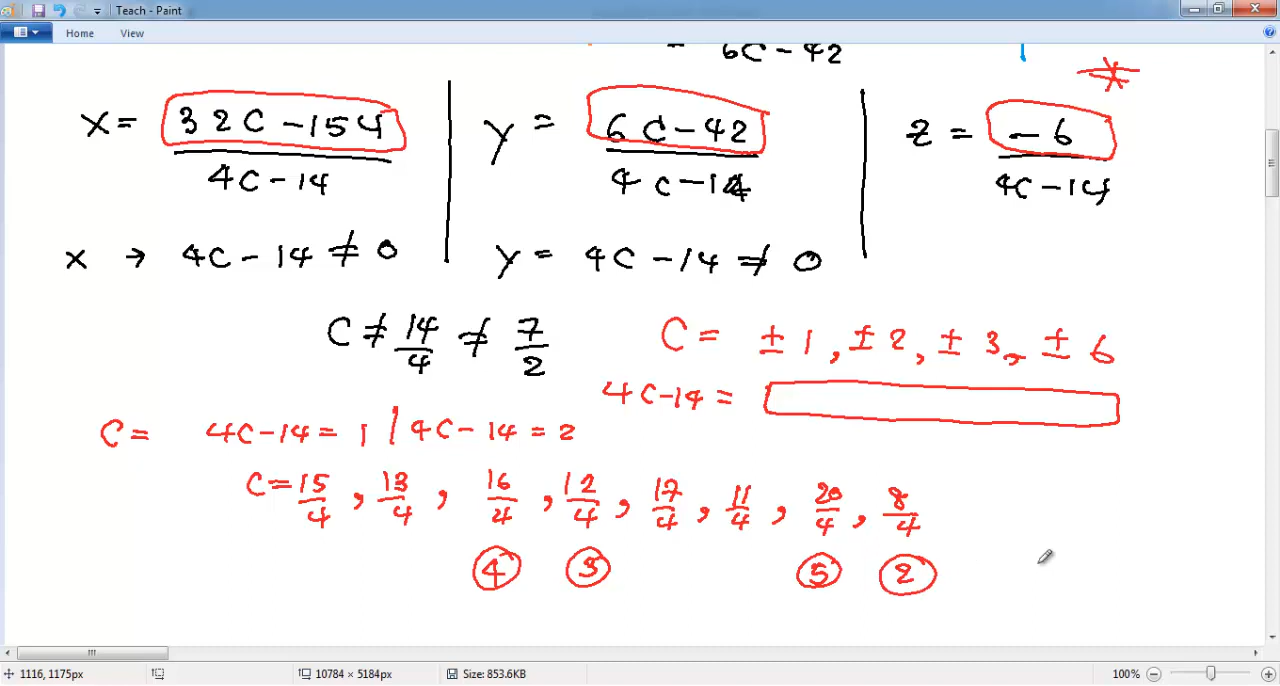 Teach - Paint
Home View
6C - 42
x = 32C - 154 / 4C - 14 | y = 6C - 42 / 4C - 14 | z = -6 / 4C - 14
x → 4C - 14 ≠ 0 y = 4C - 14 ≠ 0
C ≠ 14/4 ≠ 7/2 C = ±1, ±2, ±3, ±6
4C - 14 =
C = 4C - 14 = 1 | 4C - 14 = 2
C = 15/4, 13/4, 16/4, 12/4, 17/4, 11/4, 20/4, 8/4
4 3 5 2
1116, 1175px 10784 × 5184px Size: 853.6KB 100%